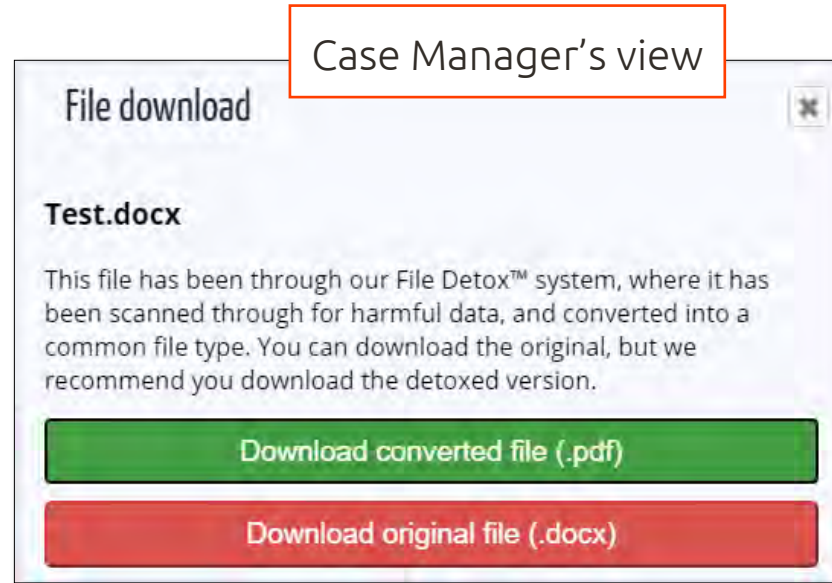 Case Manager’s view
File download
Test.docx
This file has been through our File Detox™ system, where it has
been scanned through for harmful data, and converted into a
common file type. You can download the original, but we
recommend you download the detoxed version.
Download converted file (.pdf)
Download original file (.docx)